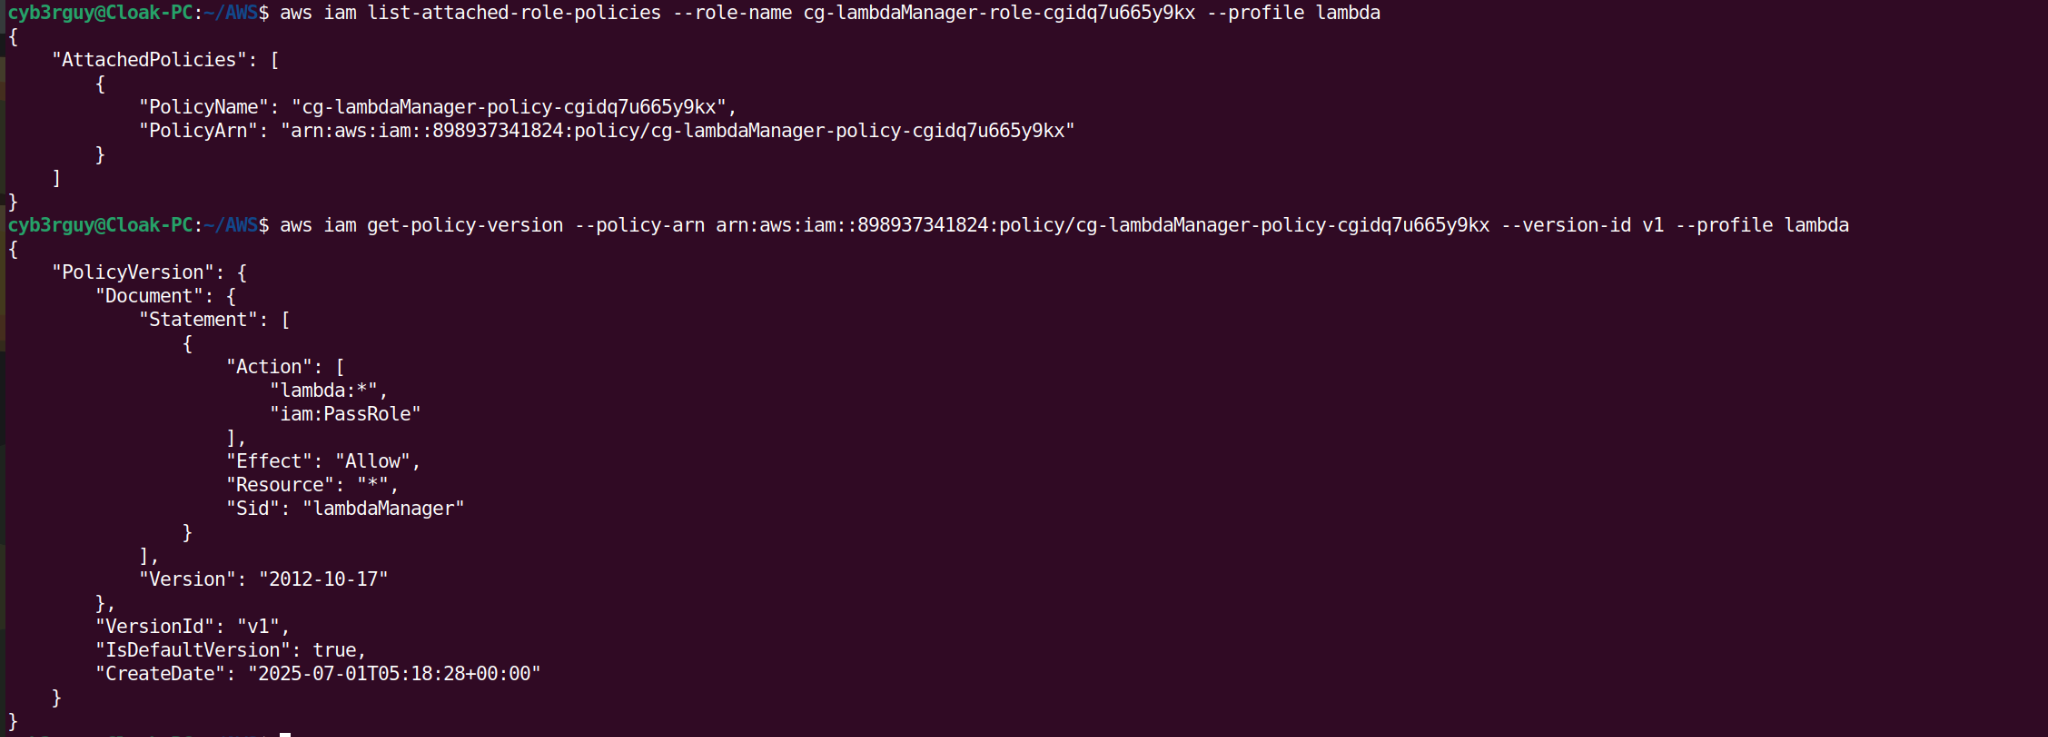 cyb3rguy@Cloak-PC:~/AWS$ aws iam list-attached-role-policies --role-name cg-lambdaManager-role-cgidq7u665y9kx --profile lambda
{
    "AttachedPolicies": [
        {
            "PolicyName": "cg-lambdaManager-policy-cgidq7u665y9kx",
            "PolicyArn": "arn:aws:iam::898937341824:policy/cg-lambdaManager-policy-cgidq7u665y9kx"
        }
    ]
}
cyb3rguy@Cloak-PC:~/AWS$ aws iam get-policy-version --policy-arn arn:aws:iam::898937341824:policy/cg-lambdaManager-policy-cgidq7u665y9kx --version-id v1 --profile lambda
{
    "PolicyVersion": {
        "Document": {
            "Statement": [
                {
                    "Action": [
                        "lambda:*",
                        "iam:PassRole"
                    ],
                    "Effect": "Allow",
                    "Resource": "*",
                    "Sid": "lambdaManager"
                }
            ],
            "Version": "2012-10-17"
        },
        "VersionId": "v1",
        "IsDefaultVersion": true,
        "CreateDate": "2025-07-01T05:18:28+00:00"
    }
}